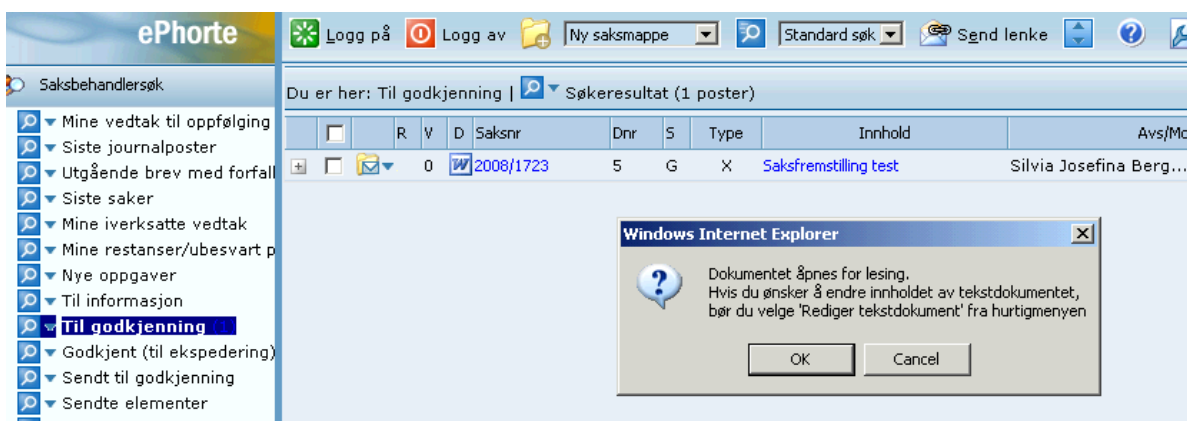 ePhorte
Logg på Logg av Ny saksmappe Standard søk Send lenke
Saksbehandlersøk
Du er her: Til godkjenning | Søkeresultat (1 poster)
Mine vedtak til oppfølging
Siste journalposter
Utgående brev med forfall
Siste saker
Mine iverksatte vedtak
Mine restanser/ubesvart p
Nye oppgaver
Til informasjon
Til godkjenning (1)
Godkjent (til ekspedering)
Sendt til godkjenning
Sendte elementer
R V D Saksnr Dnr S Type Innhold Avs/Mo
0 2008/1723 5 G X Saksfremstilling test Silvia Josefina Berg...
Windows Internet Explorer
Dokumentet åpnes for lesing.
Hvis du ønsker å endre innholdet av tekstdokumentet,
bør du velge 'Rediger tekstdokument' fra hurtigmenyen
OK Cancel